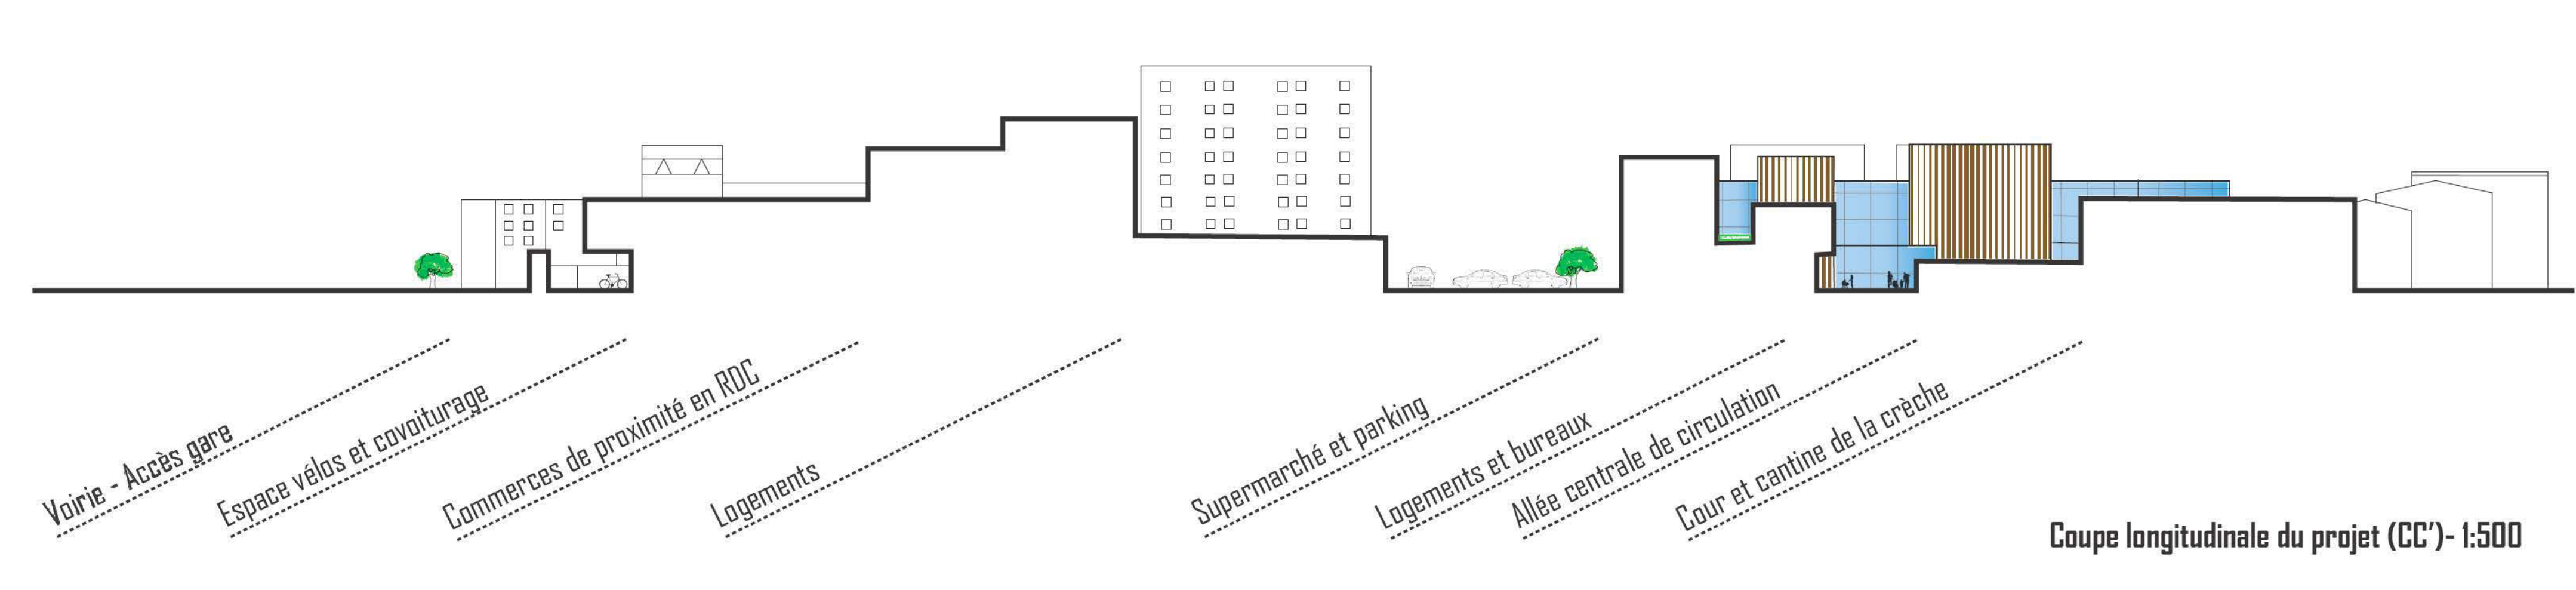 Voirie - Accès gare
Espace vélos et covoiturage
Commerces de proximité en RDC
Logements
Supermarché et parking
Logements et bureaux
Allée centrale de circulation
Cour et cantine de la crèche
Coupe longitudinale du projet (CC')- 1:500